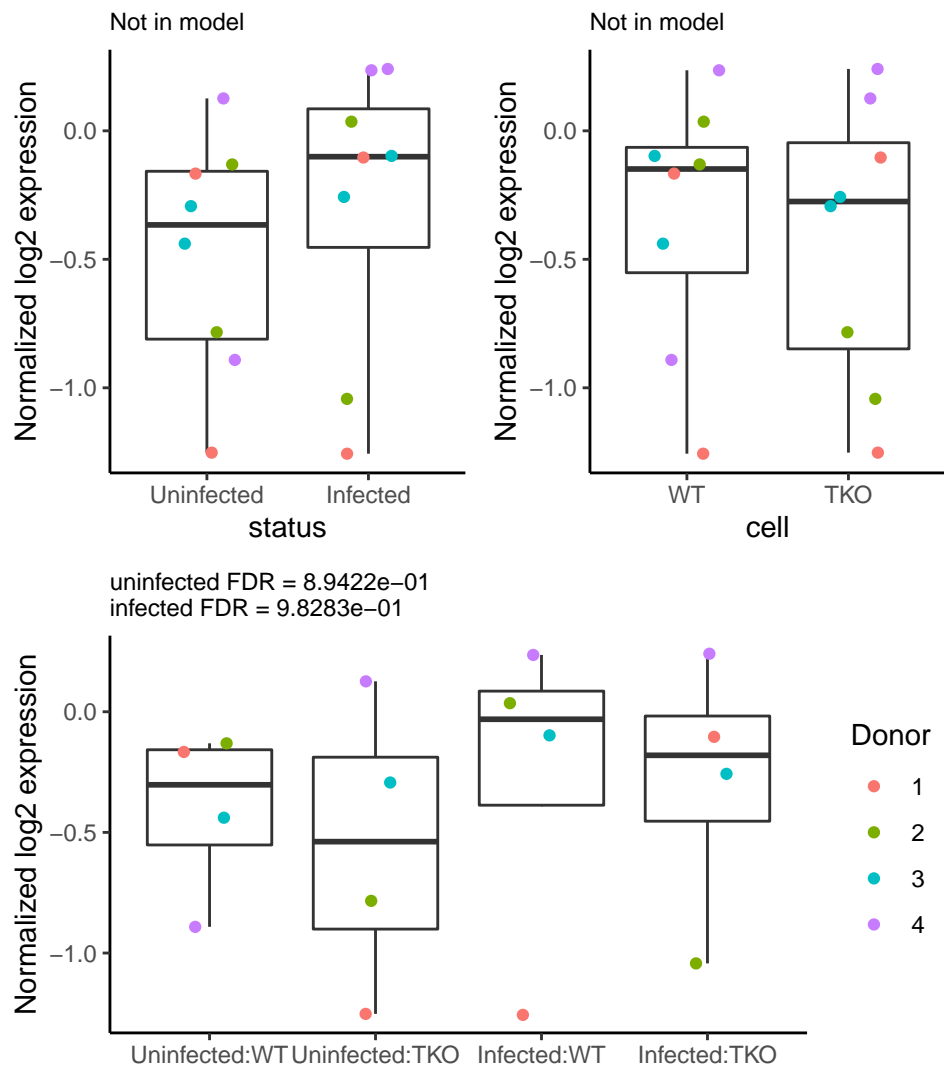 Not in model
Normalized log2 expression
0.0
−0.5
−1.0
Uninfected
Infected
status
Not in model
Normalized log2 expression
0.0
−0.5
−1.0
WT
TKO
cell
uninfected FDR = 8.9422e−01
infected FDR = 9.8283e−01
Normalized log2 expression
0.0
−0.5
−1.0
Uninfected:WT
Uninfected:TKO
Infected:WT
Infected:TKO
Donor
1
2
3
4